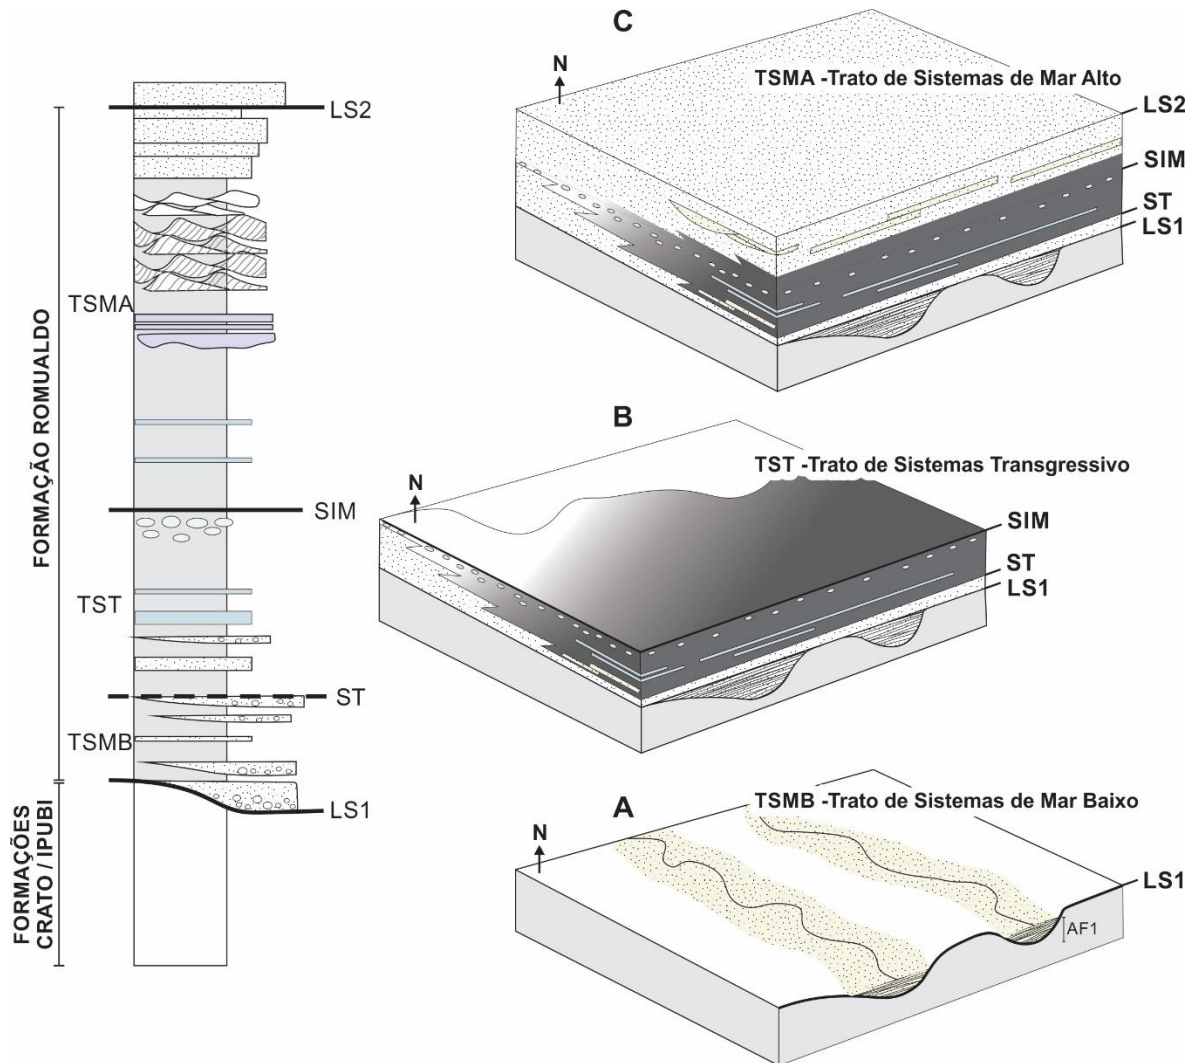 C
N
TSMA -Trato de Sistemas de Mar Alto
LS2
SIM
ST
LS1
LS2
TSMA
SIM
TST
ST
TSMB
LS1
FORMAÇÃO ROMUALDO
FORMAÇÕES
CRATO / IPUBI
B
N
TST -Trato de Sistemas Transgressivo
SIM
ST
LS1
A
N
TSMB -Trato de Sistemas de Mar Baixo
LS1
AF1